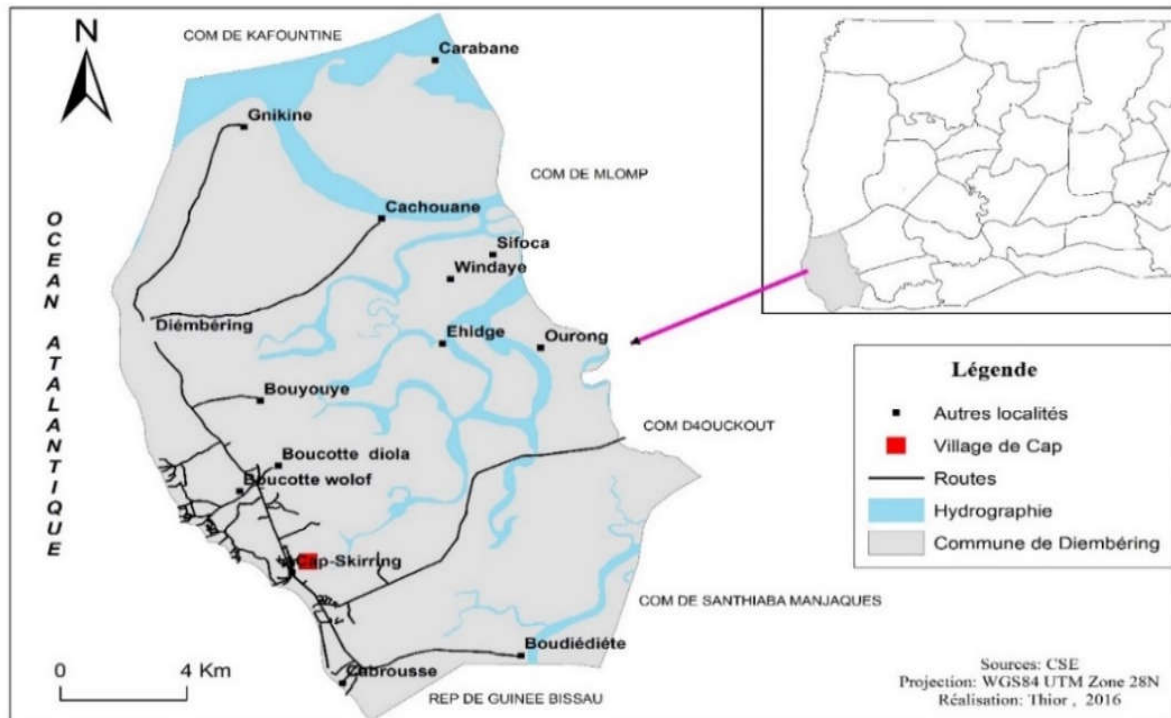 N
COM DE KAFOUNTINE
Carabane
Gnikine
COM DE MLOMP
Cachouane
Sifoca
Windaye
OCEAN ATALANTIQUE
Diémbéring
Ehidge
Ourong
Bouyouye
COM D4OUCKOUT
Boucotte diola
Boucotte wolof
Cap-Skirring
COM DE SANTHIABA MANJAQUES
Boudiédiéte
Cabrousse
REP DE GUINEE BISSAU
0 4 Km
Légende
Autres localités
Village de Cap
Routes
Hydrographie
Commune de Diembéring
Sources: CSE
Projection: WGS84 UTM Zone 28N
Réalisation: Thior , 2016